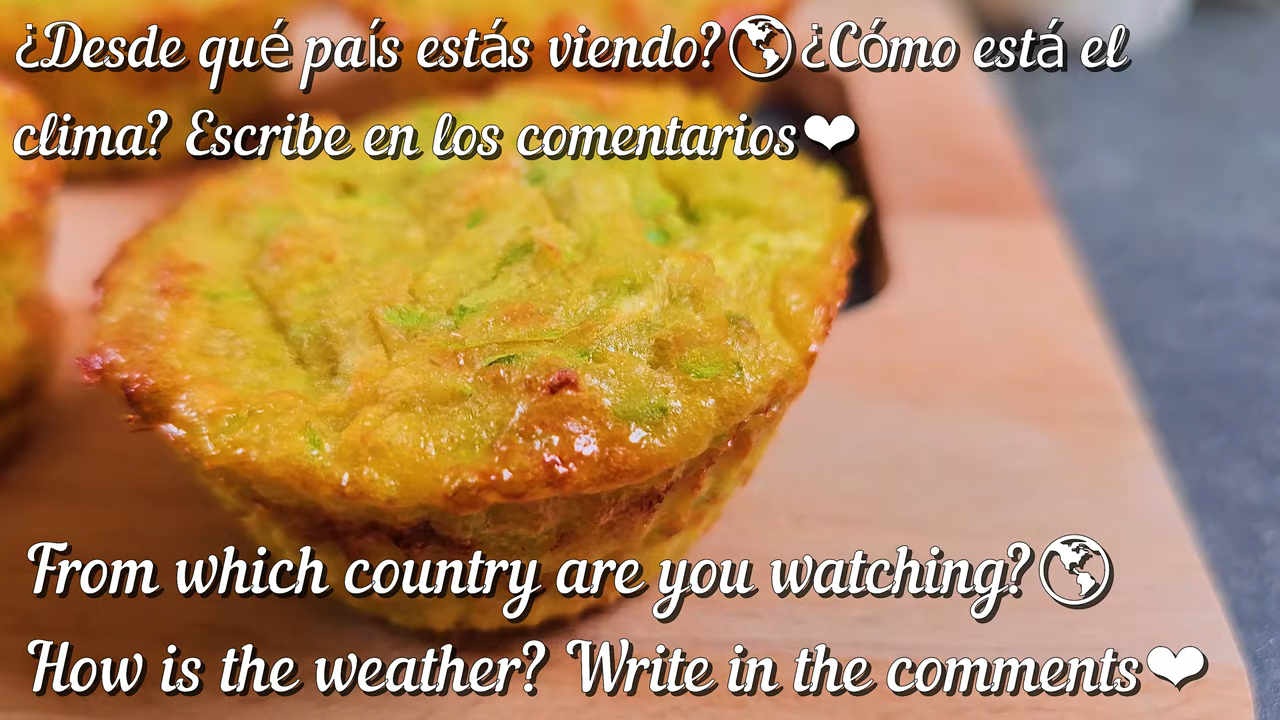 ¿Desde qué país estás viendo?🌎¿Cómo está el
clima? Escribe en los comentarios❤
From which country are you watching?🌎
How is the weather? Write in the comments❤